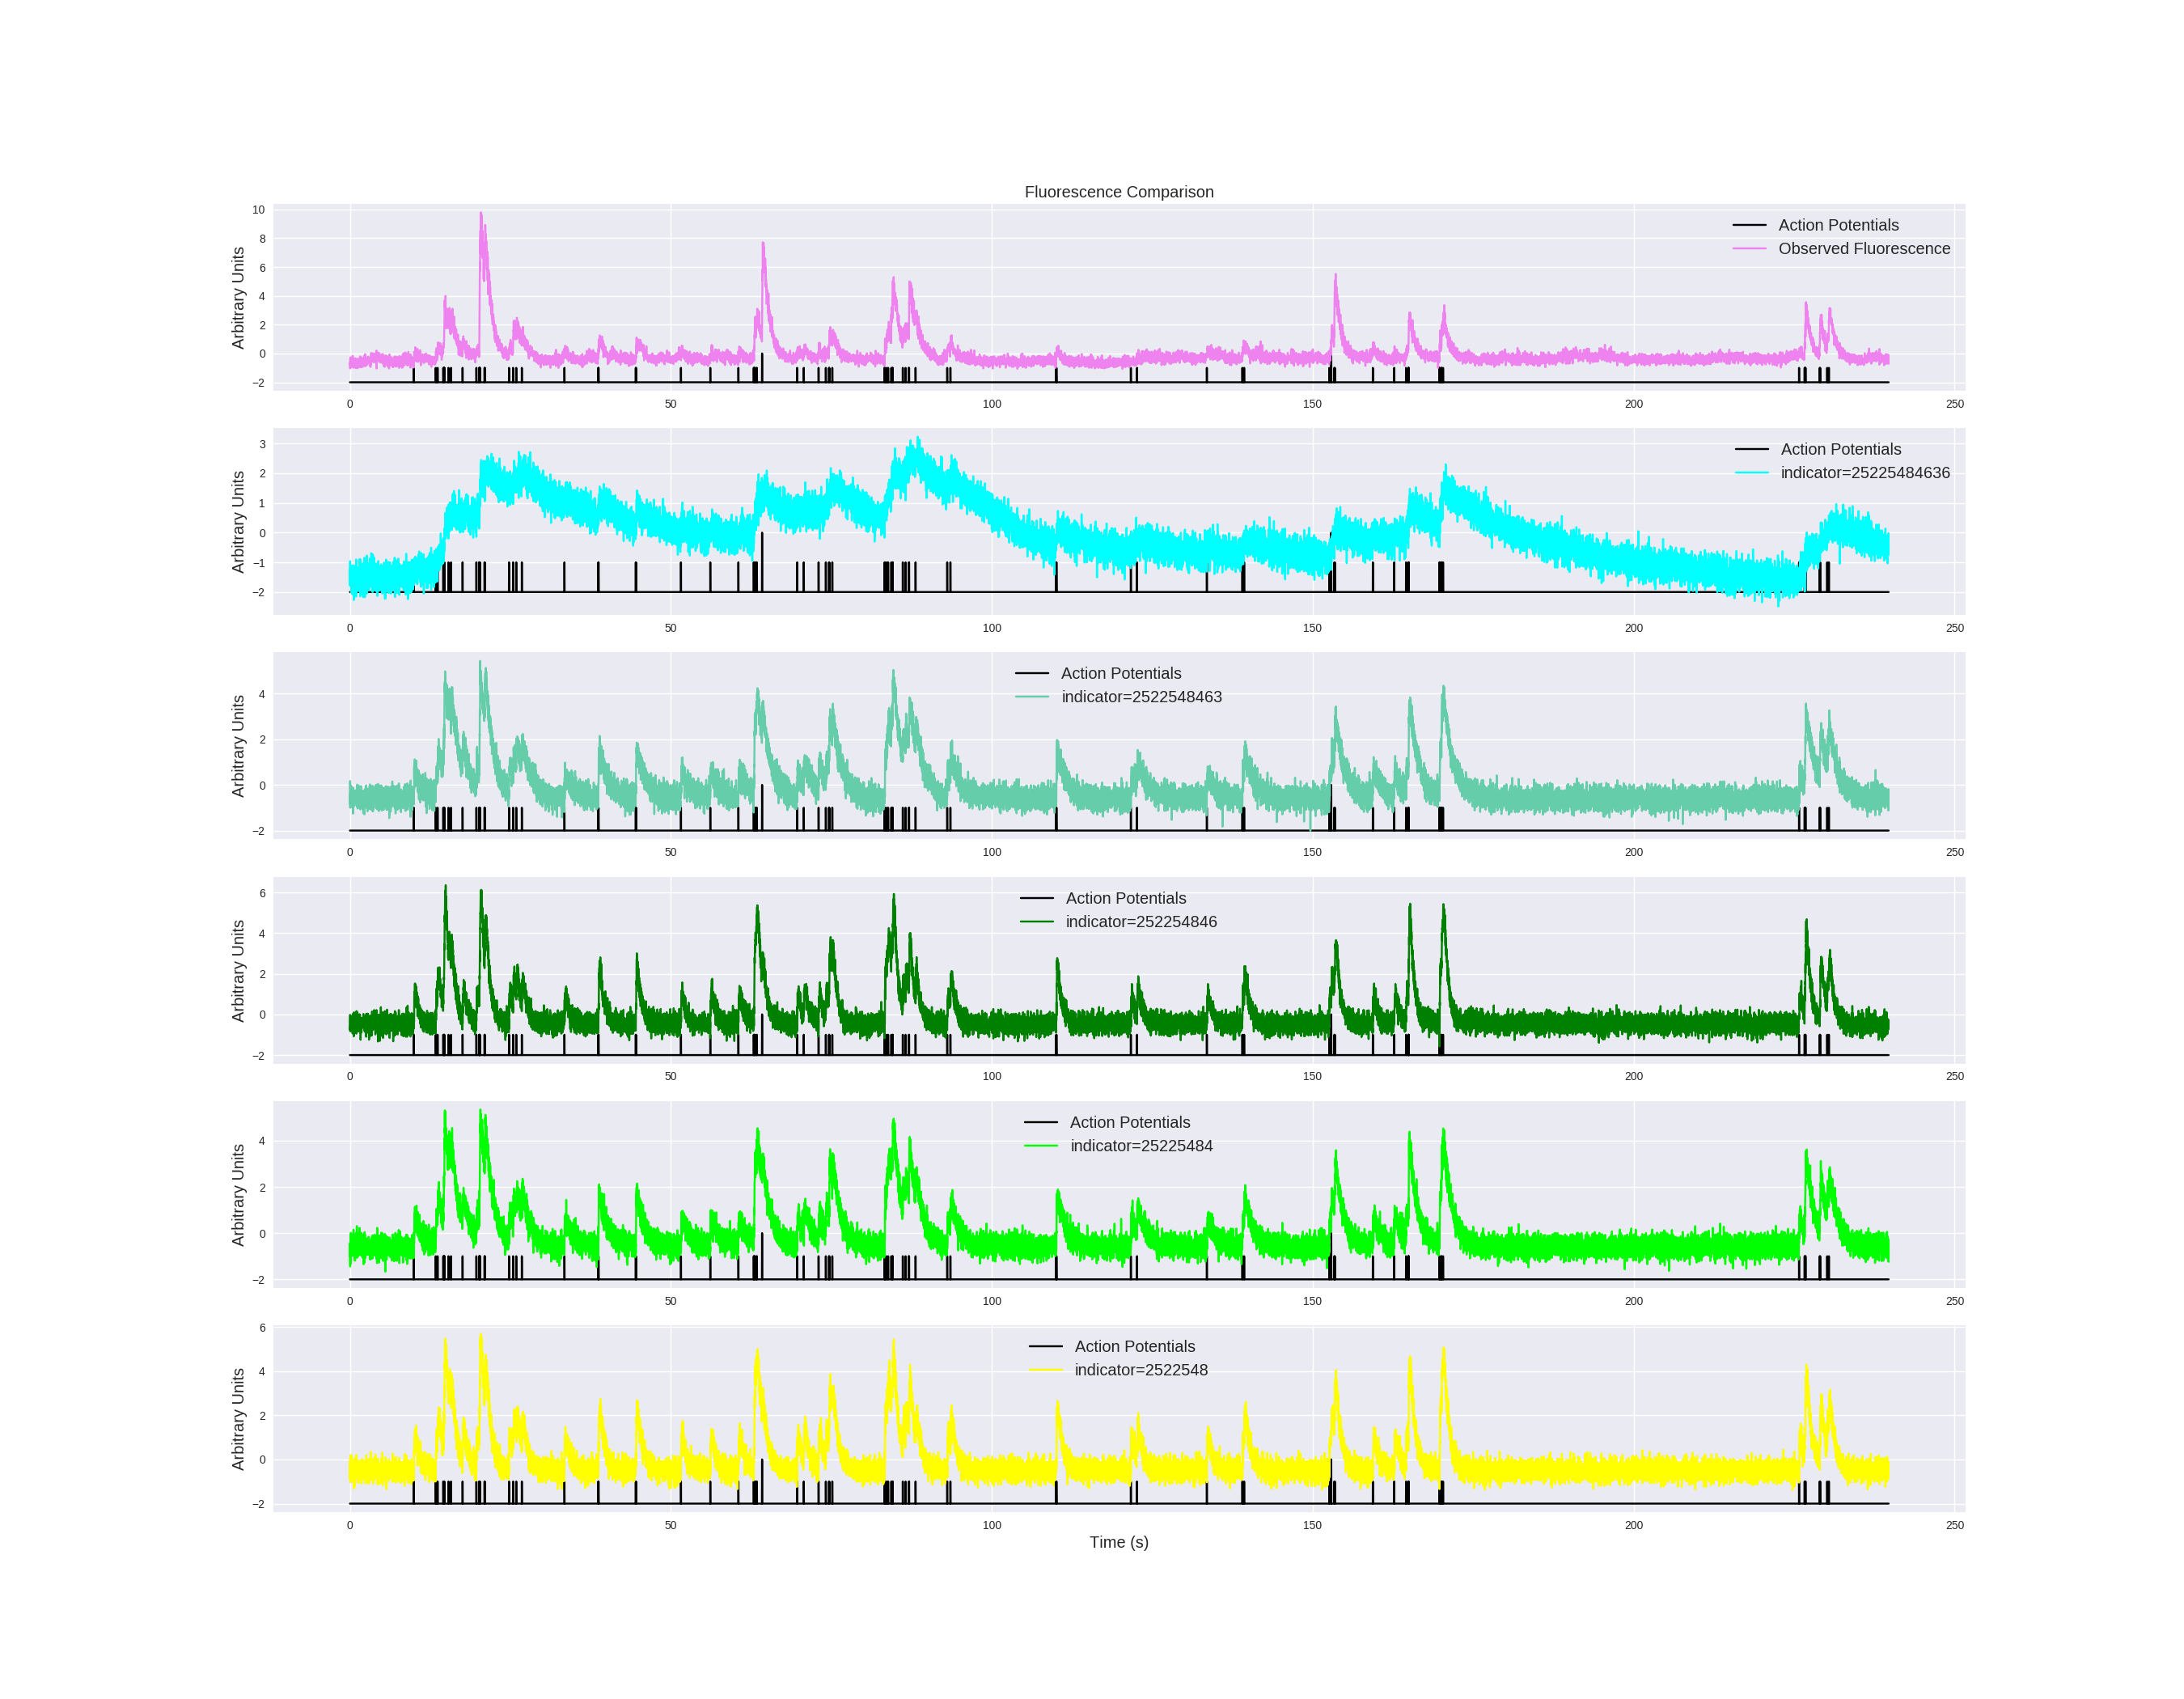 Fluorescence Comparison
10
8
6
4
2
0
−2
Arbitrary Units
Action Potentials
Observed Fluorescence
0 50 100 150 200 250
3
2
1
0
−1
−2
Arbitrary Units
Action Potentials
indicator=25225484636
0 50 100 150 200 250
4
2
0
−2
Arbitrary Units
Action Potentials
indicator=2522548463
0 50 100 150 200 250
6
4
2
0
−2
Arbitrary Units
Action Potentials
indicator=252254846
0 50 100 150 200 250
4
2
0
−2
Arbitrary Units
Action Potentials
indicator=25225484
0 50 100 150 200 250
6
4
2
0
−2
Arbitrary Units
Action Potentials
indicator=2522548
0 50 100 150 200 250
Time (s)